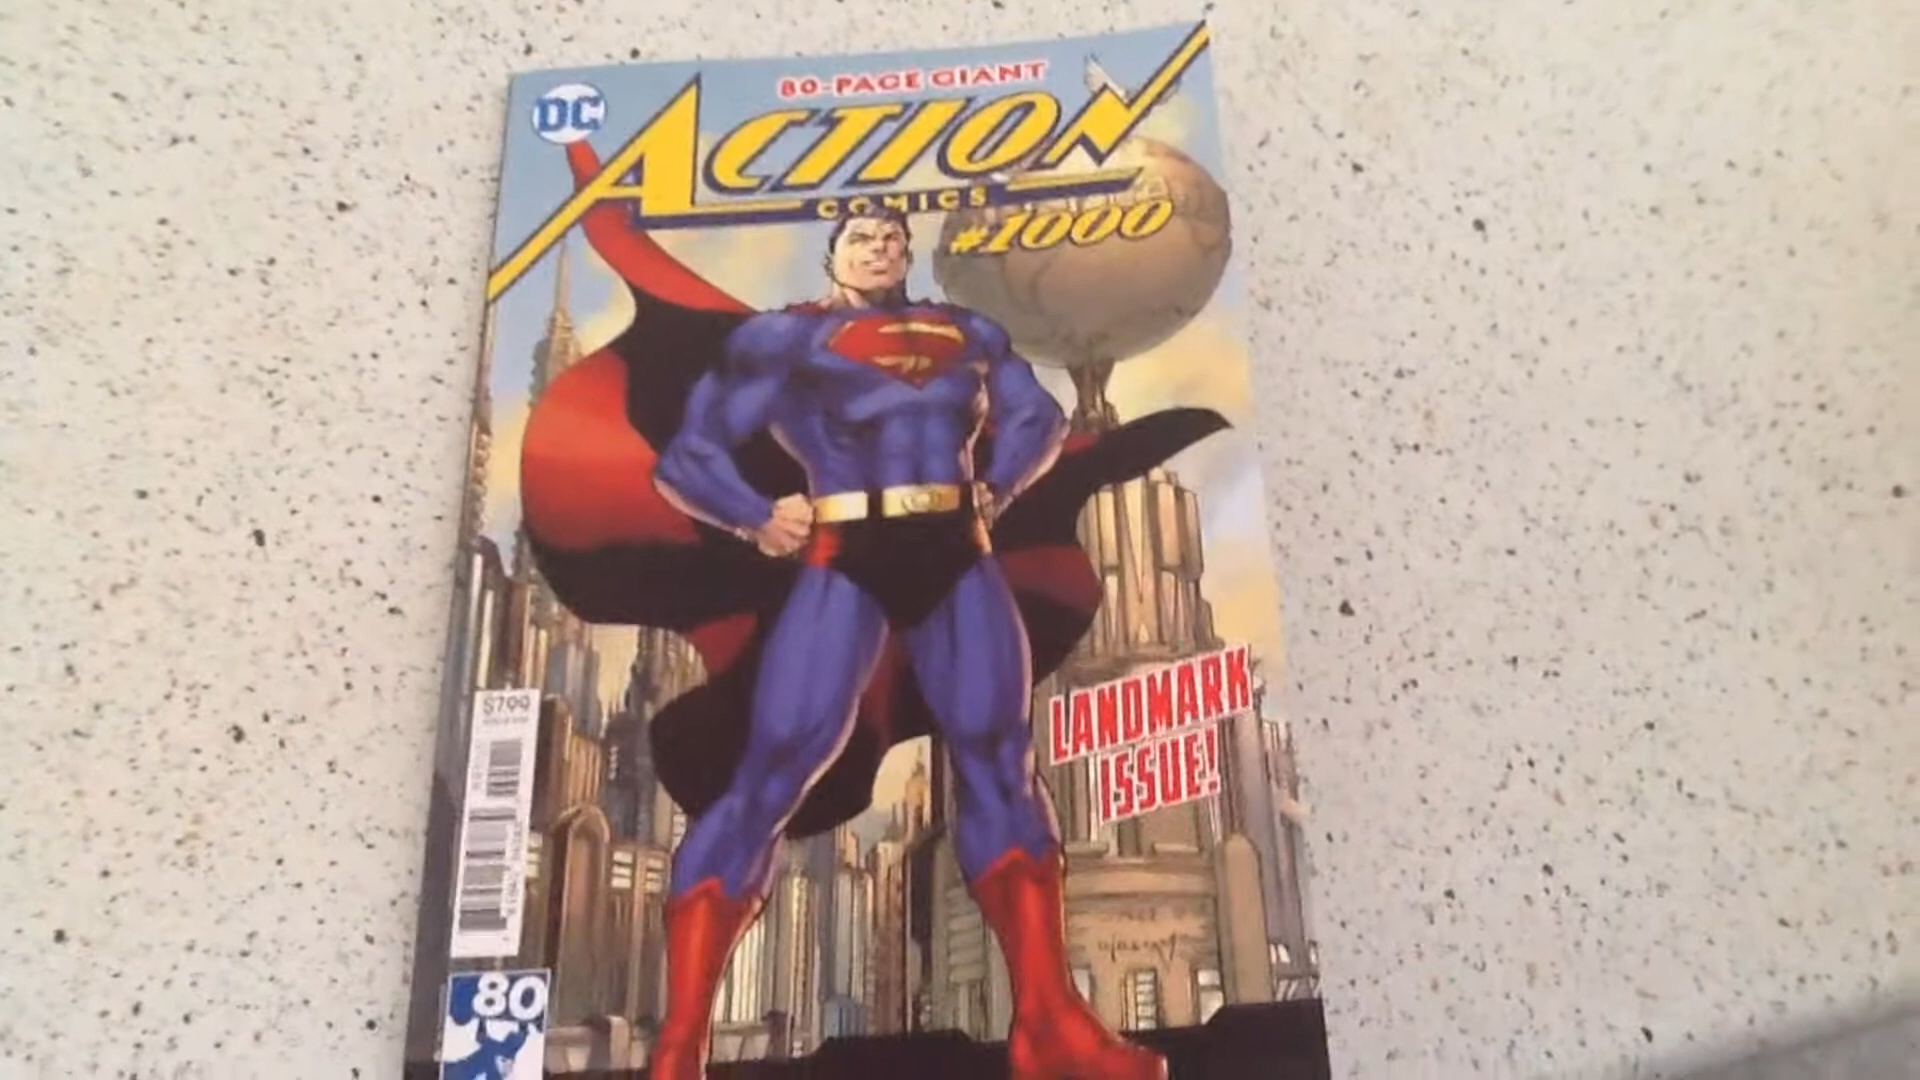 80-PAGE GIANT
DC
ACTION
COMICS
#1000
$7.99
LANDMARK
ISSUE!
80